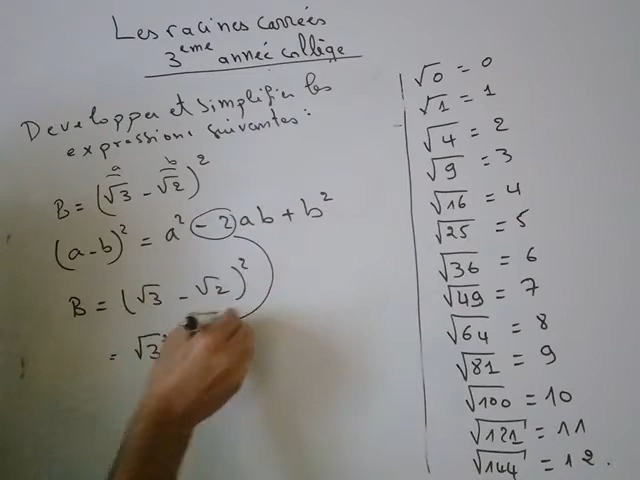 Les racines carrées
3ème année collège
Développer et simplifier les
expressions suivantes :
a b
B = (√3 - √2)²
(a-b)² = a² - 2ab + b²
B = (√3 - √2)²
= √3²
√0 = 0
√1 = 1
√4 = 2
√9 = 3
√16 = 4
√25 = 5
√36 = 6
√49 = 7
√64 = 8
√81 = 9
√100 = 10
√121 = 11
√144 = 12.